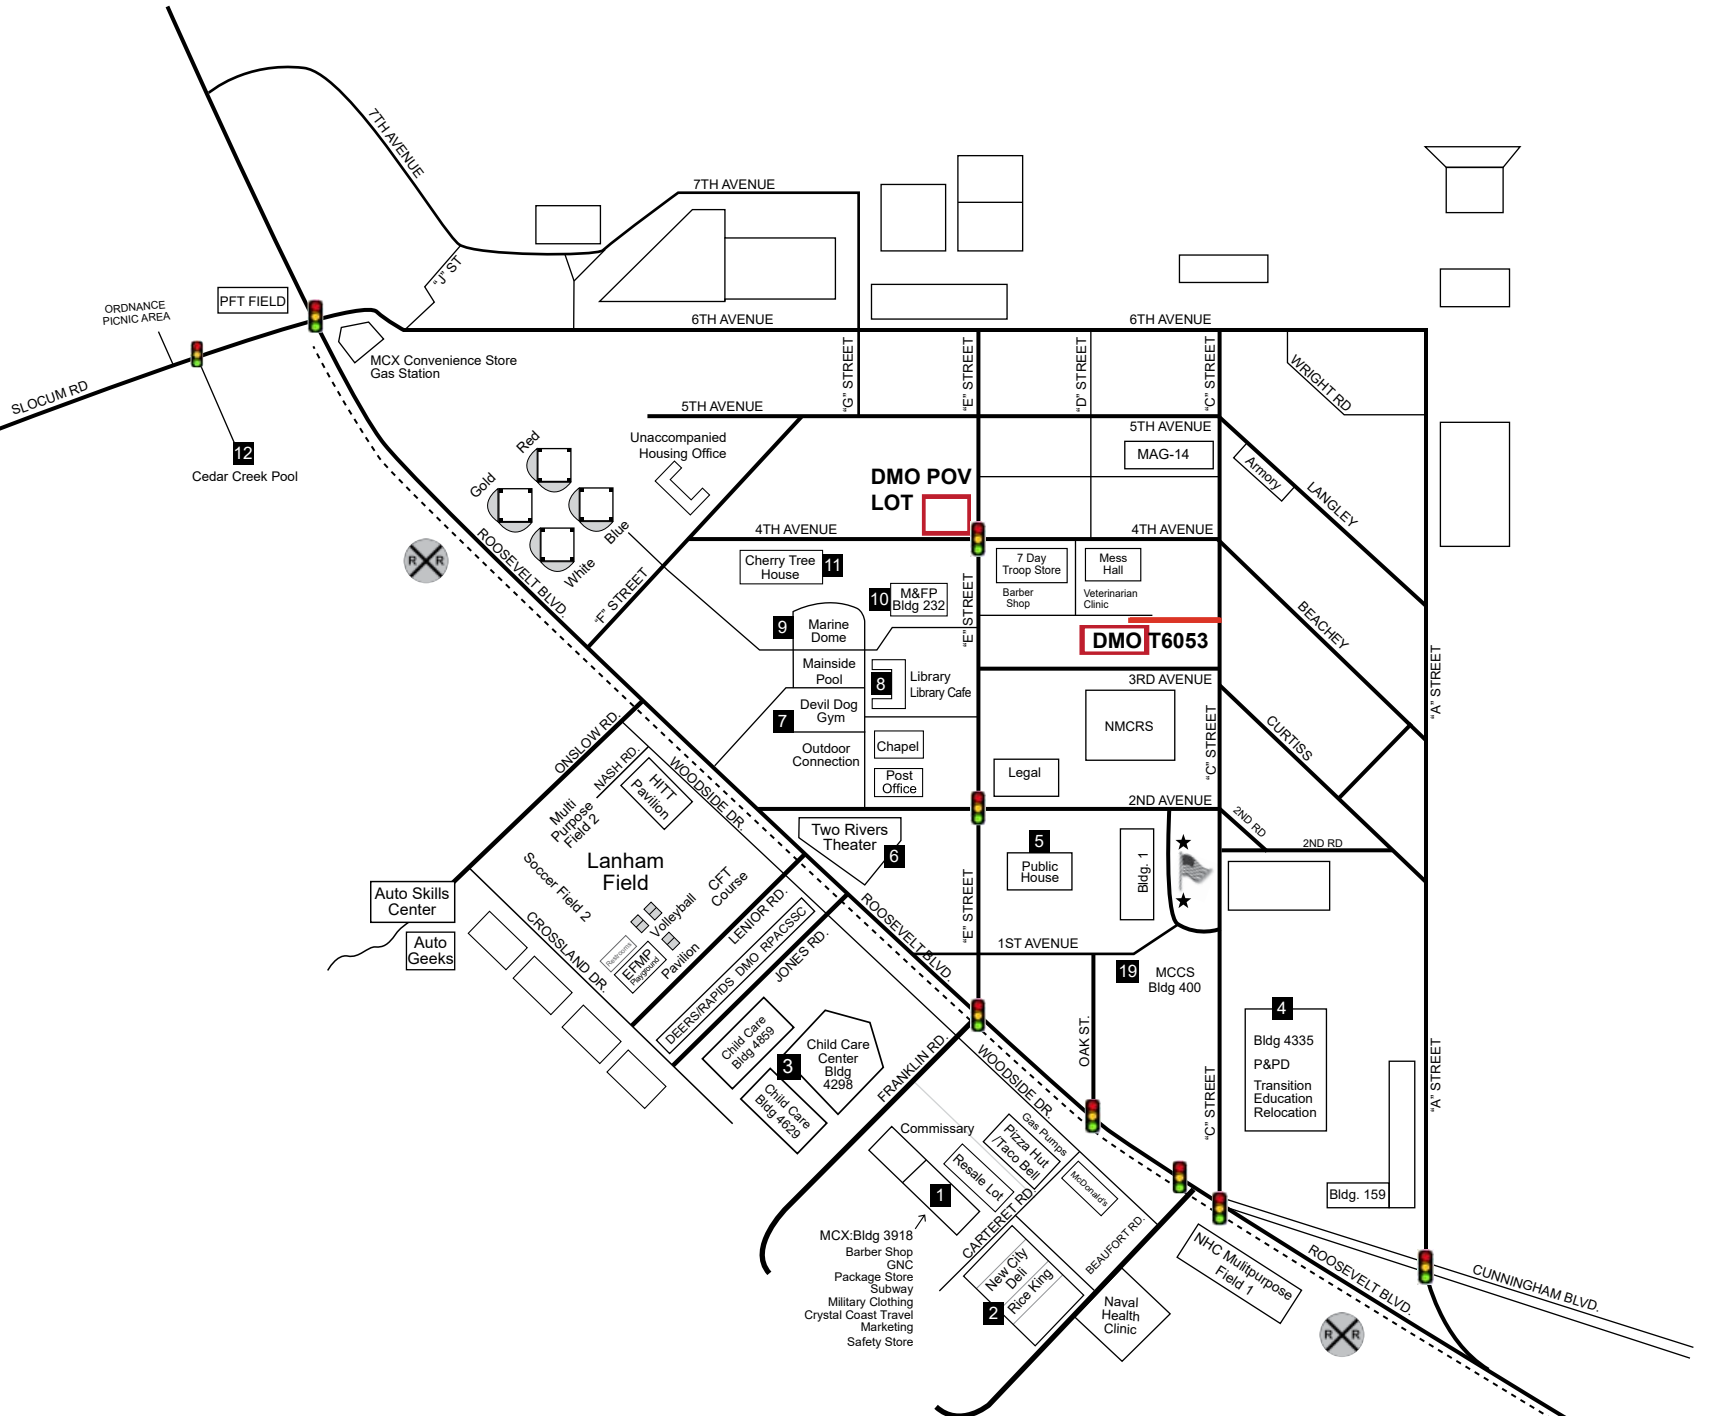 7TH AVENUE
7TH AVENUE
"J" ST
ORDNANCE
PICNIC AREA
PFT FIELD
6TH AVENUE
6TH AVENUE
MCX Convenience Store
Gas Station
SLOCUM RD
"G" STREET
"E" STREET
"D" STREET
"C" STREET
WRIGHT RD
5TH AVENUE
5TH AVENUE
12
Cedar Creek Pool
Red
Gold
Blue
White
Unaccompanied
Housing Office
DMO POV
LOT
MAG-14
Armory
LANGLEY
ROOSEVELT BLVD.
R R
4TH AVENUE
4TH AVENUE
"F" STREET
Cherry Tree
House
11
10
M&FP
Bldg 232
"E" STREET
7 Day
Troop Store
Mess
Hall
Barber
Shop
Veterinarian
Clinic
BEACHEY
9
Marine
Dome
DMO T6053
Mainside
Pool
8
Library
Library Cafe
3RD AVENUE
"A" STREET
7
Devil Dog
Gym
NMCRS
"C" STREET
CURTISS
ONSLOW RD.
NASH RD.
WOODSIDE DR.
HITT
Pavilion
Outdoor
Connection
Chapel
Post
Office
Legal
2ND AVENUE
2ND RD
2ND RD
Multi
Purpose
Field 2
Two Rivers
Theater
6
5
Public
House
Bldg. 1
Lanham
Field
Soccer Field 2
CFT
Course
Volleyball
Auto Skills
Center
Auto
Geeks
CROSSLAND DR.
Restrooms
EFMP
Playground
Pavilion
LENIOR RD.
DEERS/RAPIDS DMO RPACSSC
JONES RD.
ROOSEVELT BLVD.
"E" STREET
1ST AVENUE
19
MCCS
Bldg 400
4
Bldg 4335
P&PD
Transition
Education
Relocation
Child Care
Bldg 4859
3
Child Care
Center
Bldg
4298
Child Care
Bldg 4629
FRANKLIN RD.
WOODSIDE DR.
OAK ST.
"C" STREET
"A" STREET
Commissary
Gas Pumps
Pizza Hut
/Taco Bell
Resale Lot
McDonald's
1
CARTERET RD.
MCX:Bldg 3918
Barber Shop
GNC
Package Store
Subway
Military Clothing
Crystal Coast Travel
Marketing
Safety Store
New City
Deli
Rice King
2
BEAUFORT RD.
Naval
Health
Clinic
NHC Mulitpurpose
Field 1
Bldg. 159
ROOSEVELT BLVD.
CUNNINGHAM BLVD.
R R